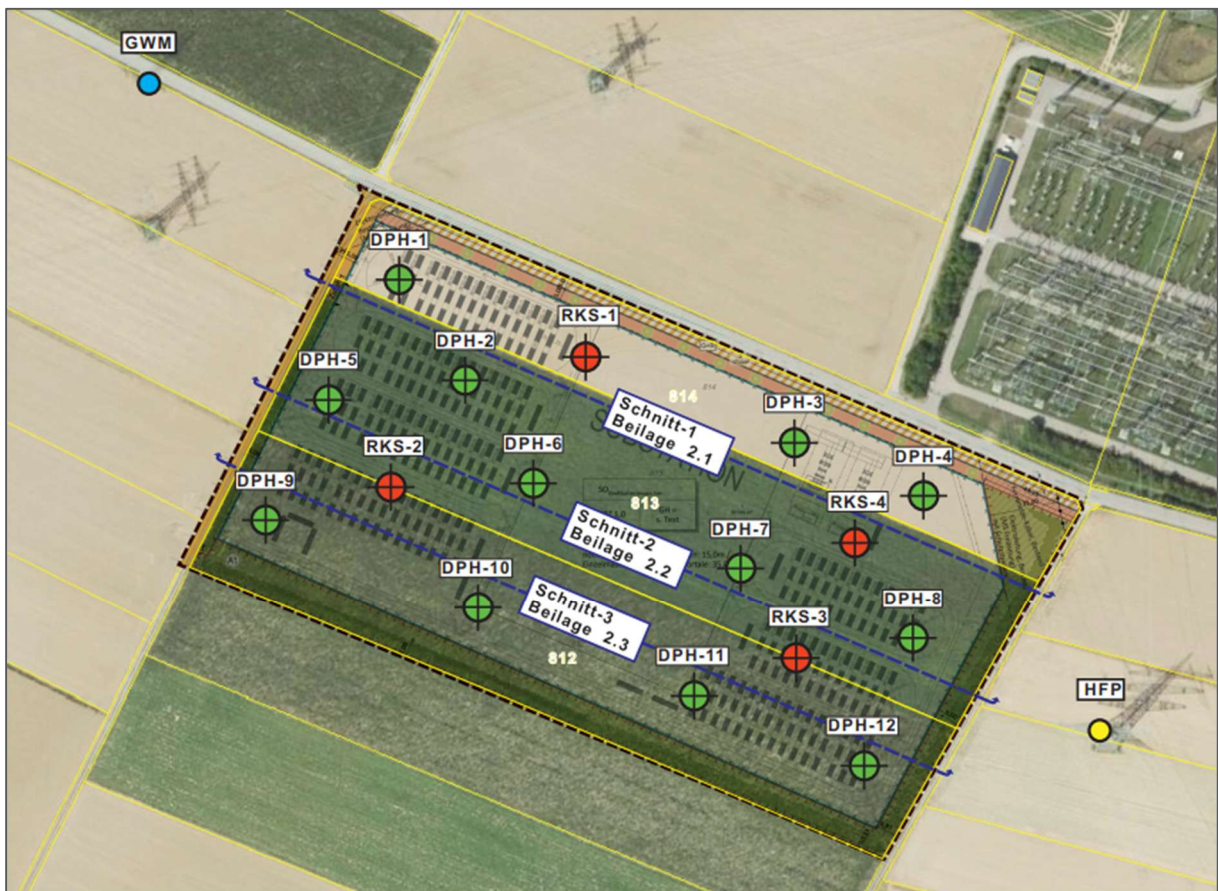 GWM
DPH-1
RKS-1
DPH-2
DPH-5
DPH-3
814
Schnitt-1
Beilage 2.1
RKS-2
DPH-6
DPH-4
DPH-9
RKS-4
813
s. Text
Schnitt-2
Beilage 2.2
DPH-7
DPH-10
DPH-8
Schnitt-3
Beilage 2.3
RKS-3
812
DPH-11
HFP
DPH-12